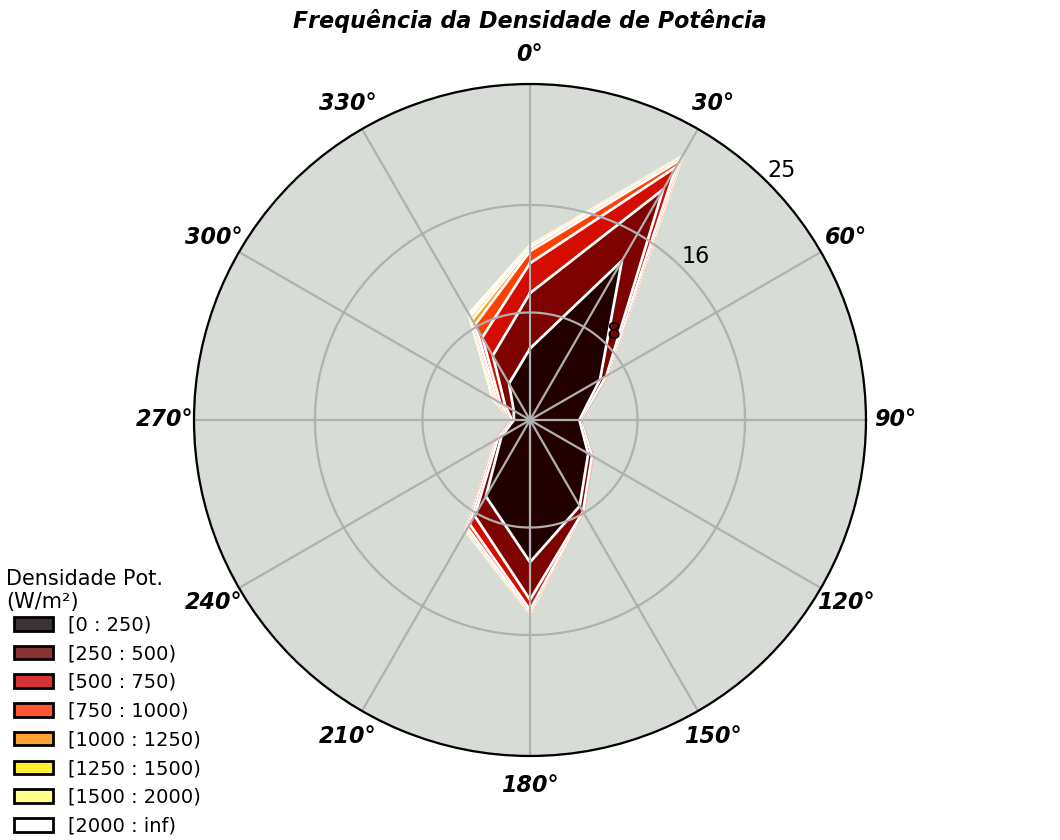 Frequência da Densidade de Potência
0°
330°
30°
25
300°
60°
16
8
270°
90°
240°
120°
210°
150°
180°
Densidade Pot.
(W/m²)
[0 : 250)
[250 : 500)
[500 : 750)
[750 : 1000)
[1000 : 1250)
[1250 : 1500)
[1500 : 2000)
[2000 : inf)